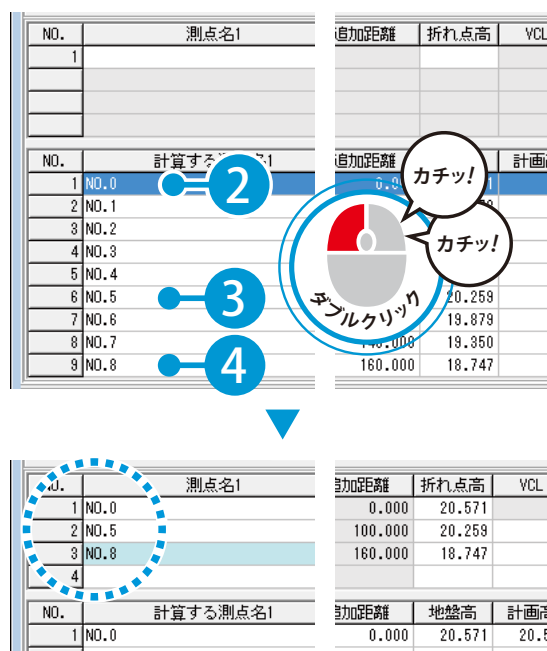 NO. 測点名1 追加距離 折れ点高 VCL
1
NO. 計算する 1 追加距離 計画
1 NO.0 2
2 NO.1
3 NO.2
4 NO.3
5 NO.4
6 NO.5 3 20.259
7 NO.6 19.879
8 NO.7 140.000 19.350
9 NO.8 4 160.000 18.747
カチッ!
カチッ!
ダブルクリック
NO. 測点名1 追加距離 折れ点高 VCL
1 NO.0 0.000 20.571
2 NO.5 100.000 20.259
3 NO.8 160.000 18.747
4
NO. 計算する測点名1 追加距離 地盤高 計画高
1 NO.0 0.000 20.571 20.5